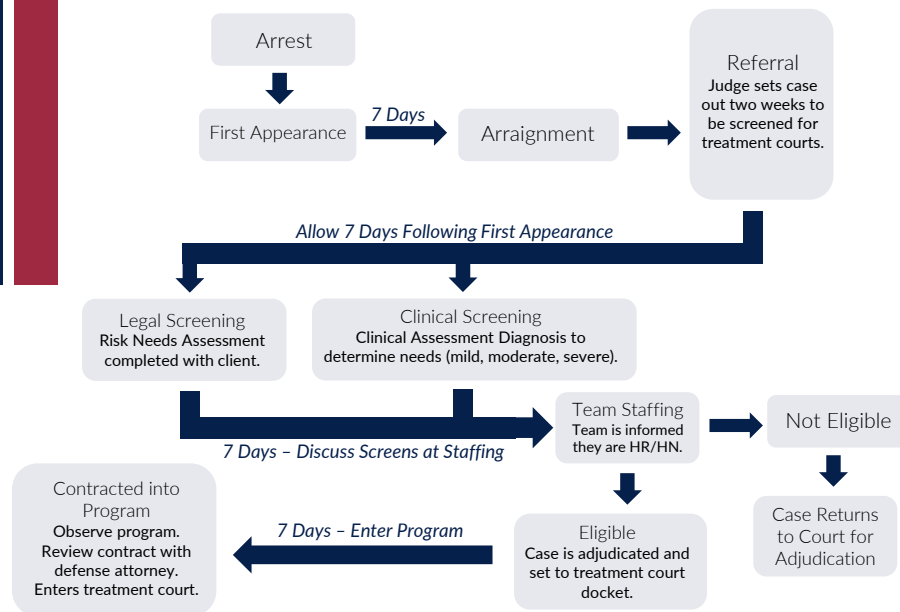 Arrest
First Appearance
7 Days
Arraignment
Referral
Judge sets case
out two weeks to
be screened for
treatment courts.
Allow 7 Days Following First Appearance
Legal Screening
Risk Needs Assessment
completed with client.
Clinical Screening
Clinical Assessment Diagnosis to
determine needs (mild, moderate, severe).
7 Days – Discuss Screens at Staffing
Team Staffing
Team is informed
they are HR/HN.
Not Eligible
Case Returns
to Court for
Adjudication
Eligible
Case is adjudicated and
set to treatment court
docket.
7 Days – Enter Program
Contracted into
Program
Observe program.
Review contract with
defense attorney.
Enters treatment court.